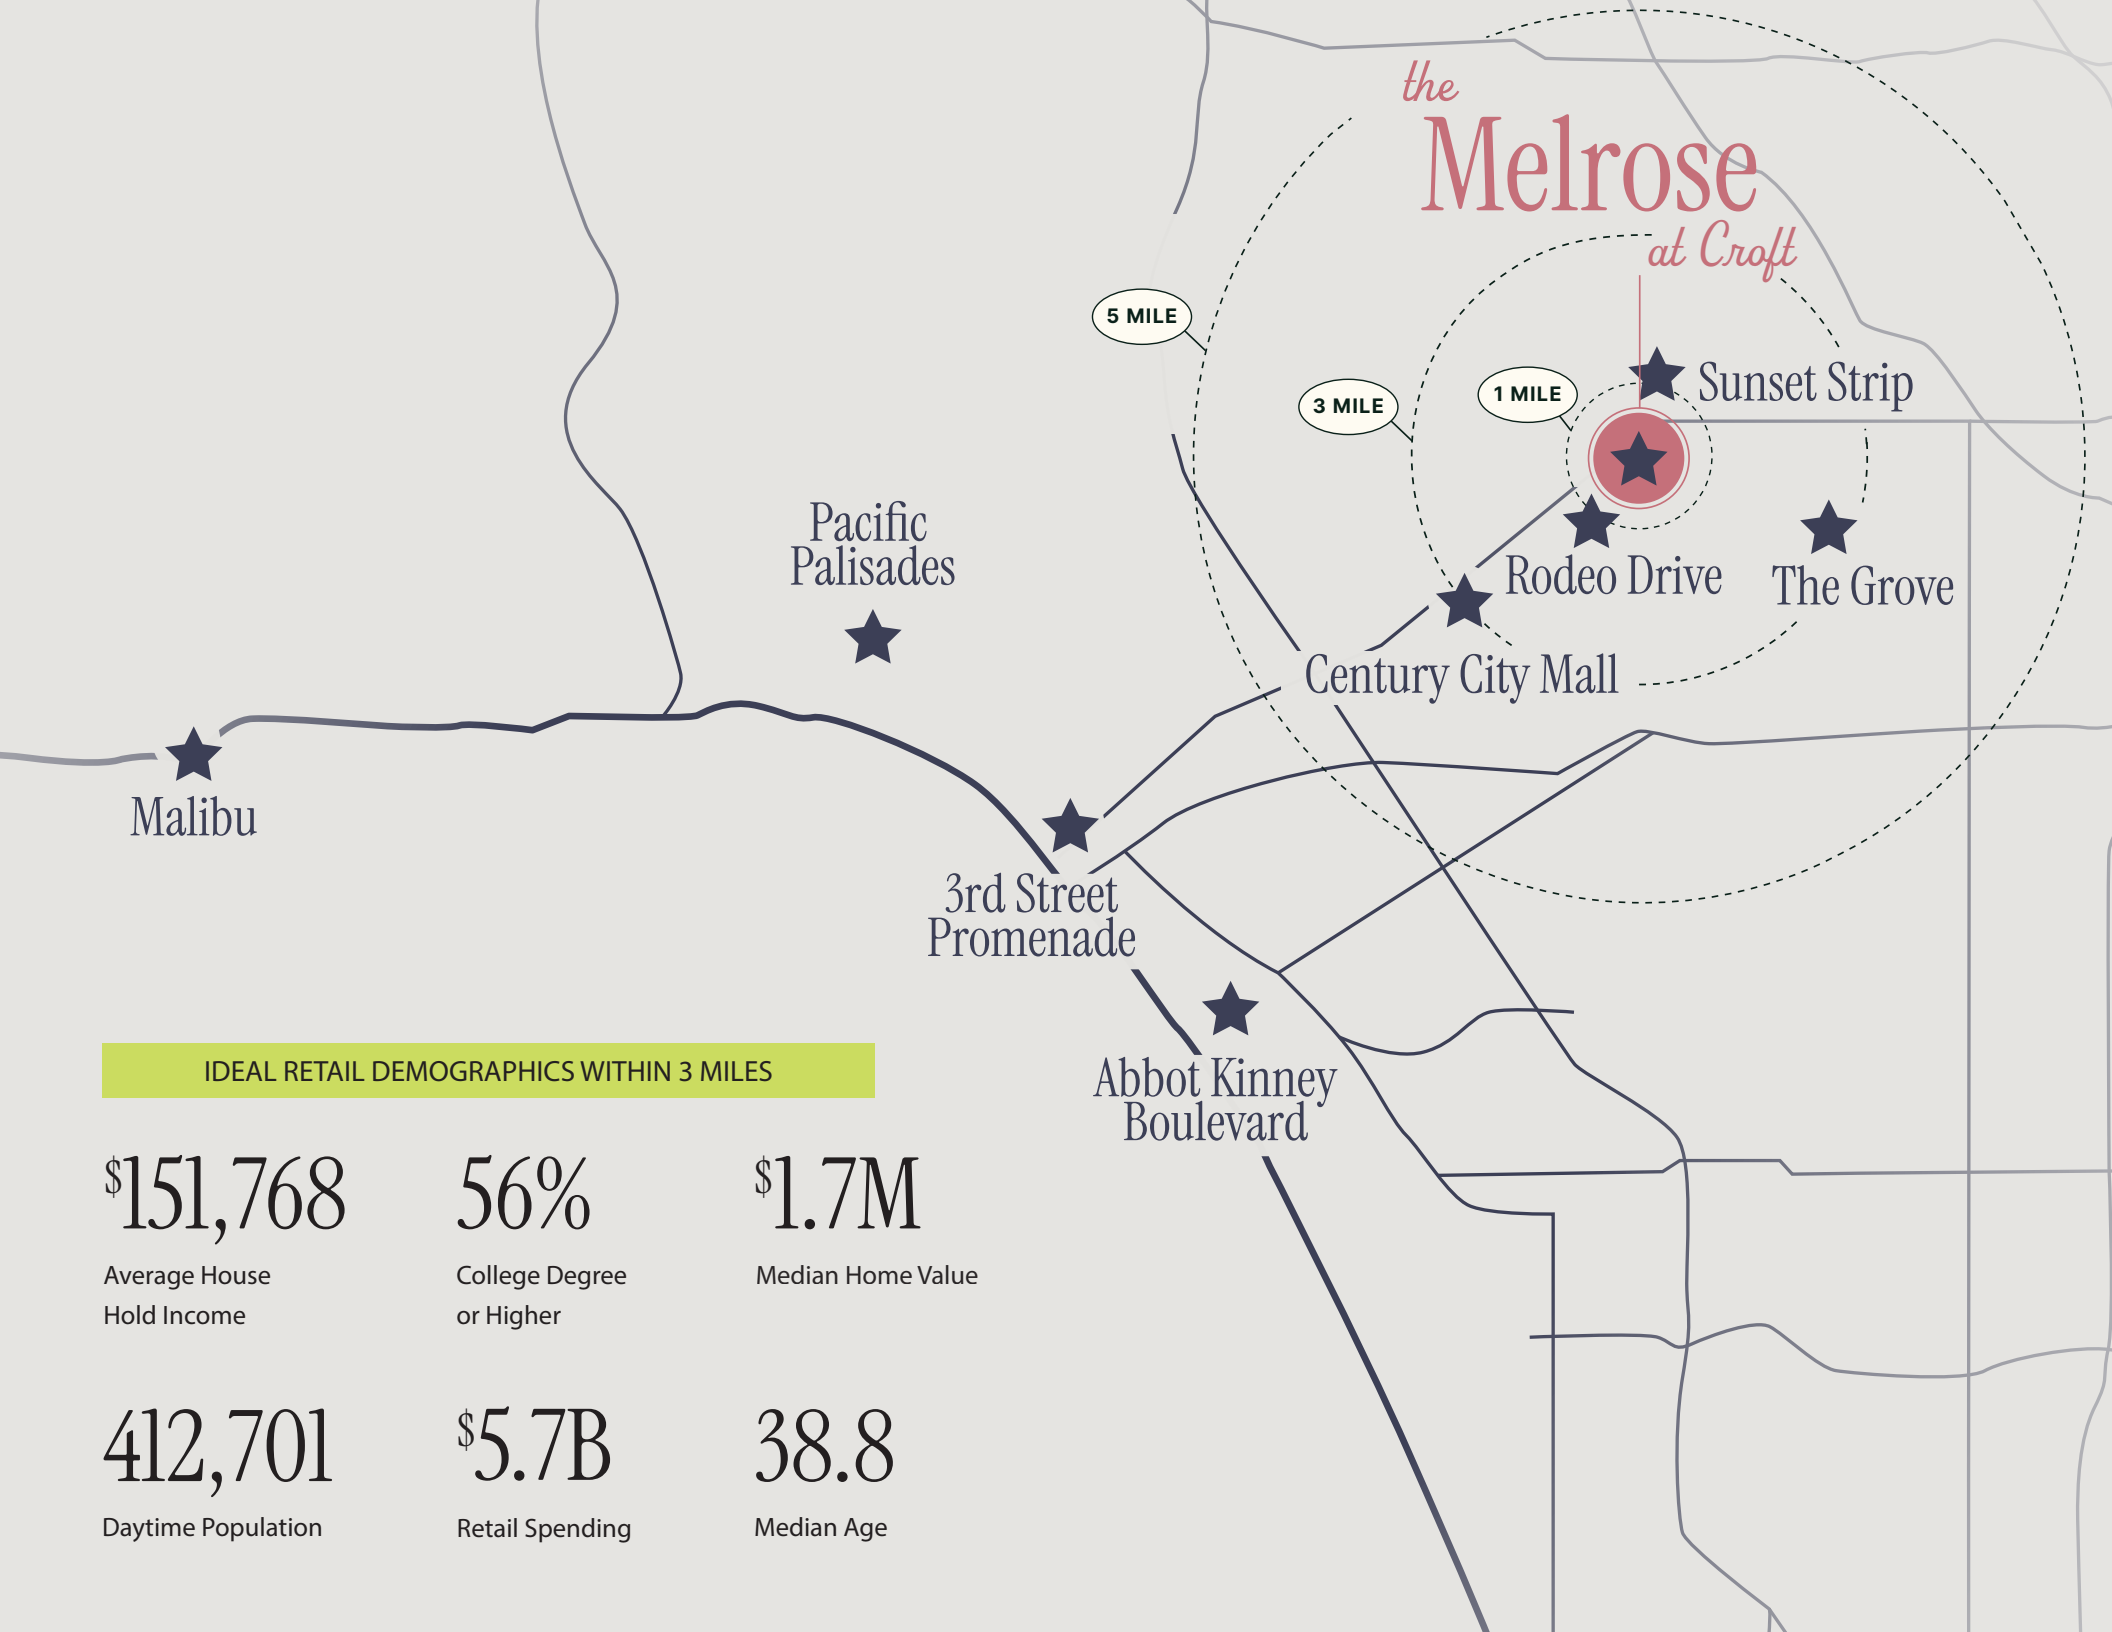 the
Melrose
at Croft
5 MILE
3 MILE
1 MILE
Sunset Strip
Rodeo Drive
The Grove
Century City Mall
Pacific
Palisades
Malibu
3rd Street
Promenade
Abbot Kinney
Boulevard
IDEAL RETAIL DEMOGRAPHICS WITHIN 3 MILES
$151,768
Average House
Hold Income
56%
College Degree
or Higher
$1.7M
Median Home Value
412,701
Daytime Population
$5.7B
Retail Spending
38.8
Median Age